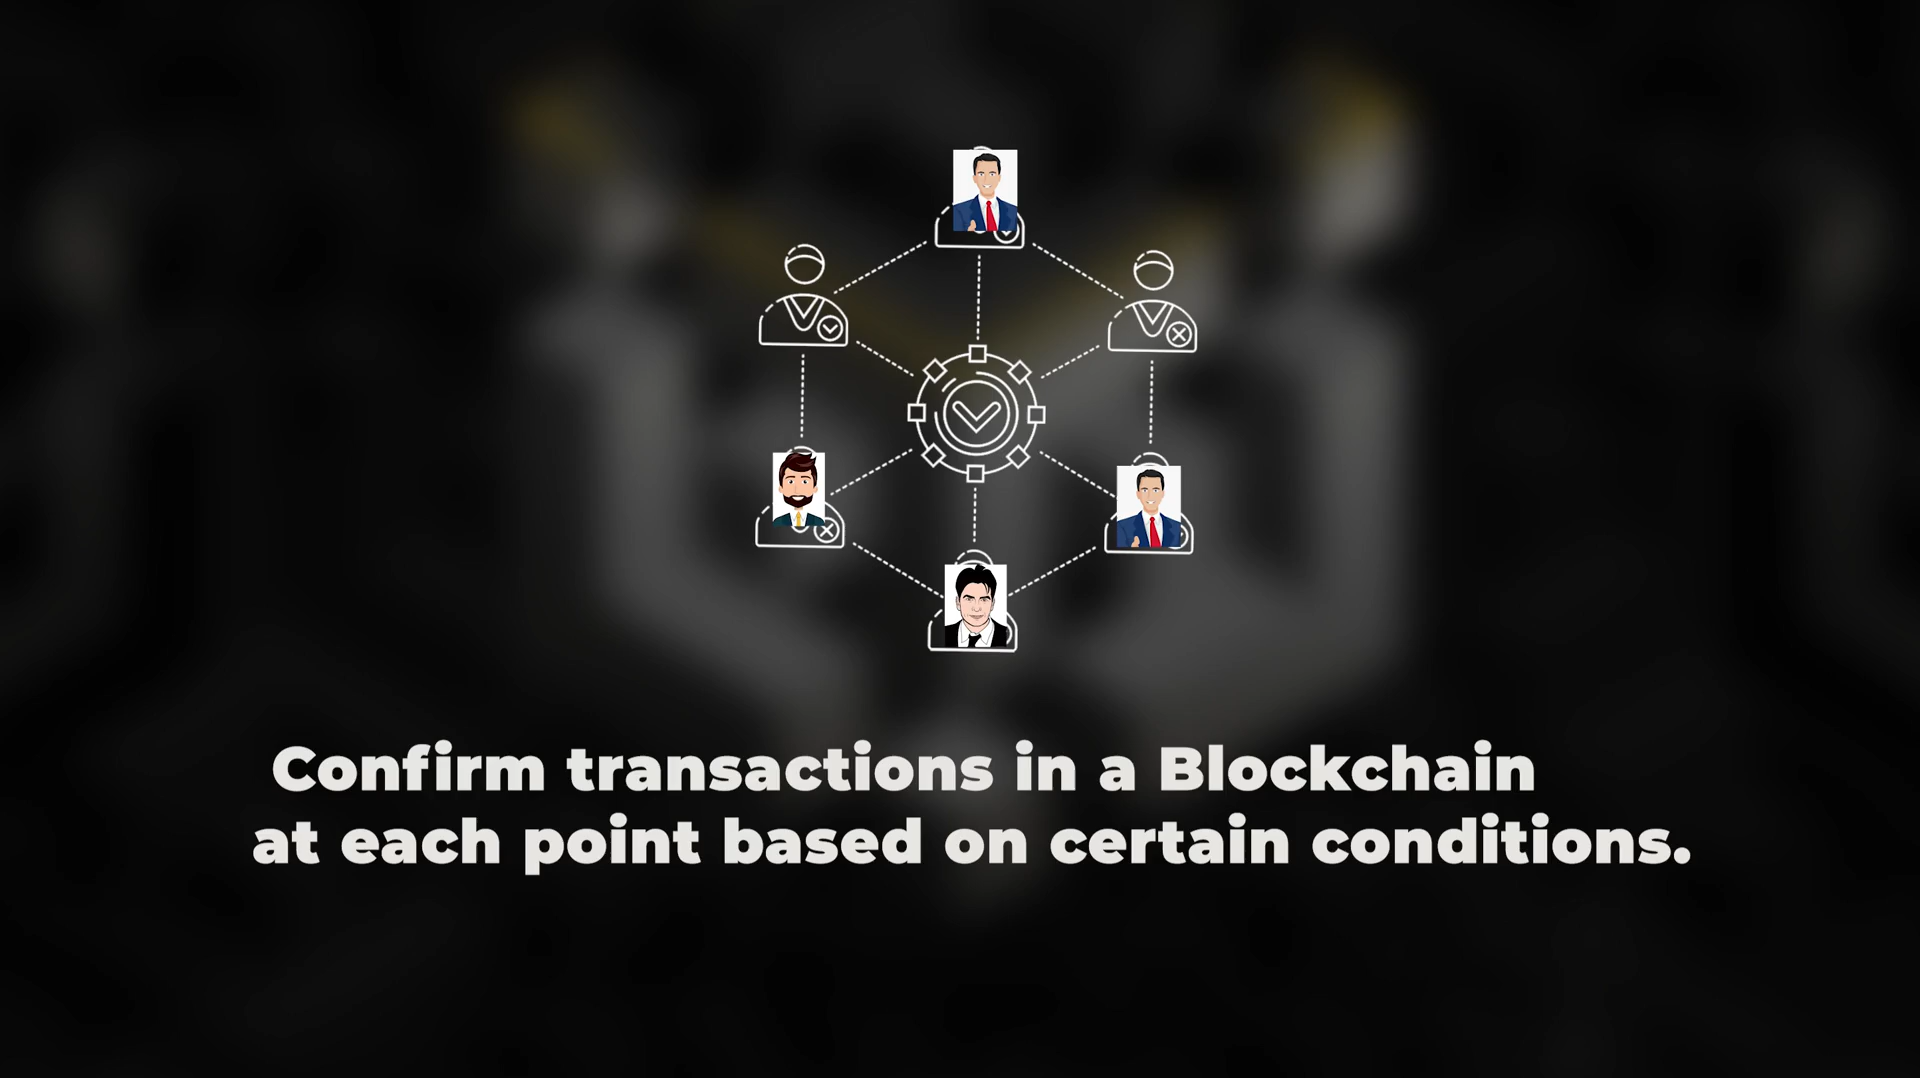 Confirm transactions in a Blockchain
at each point based on certain conditions.